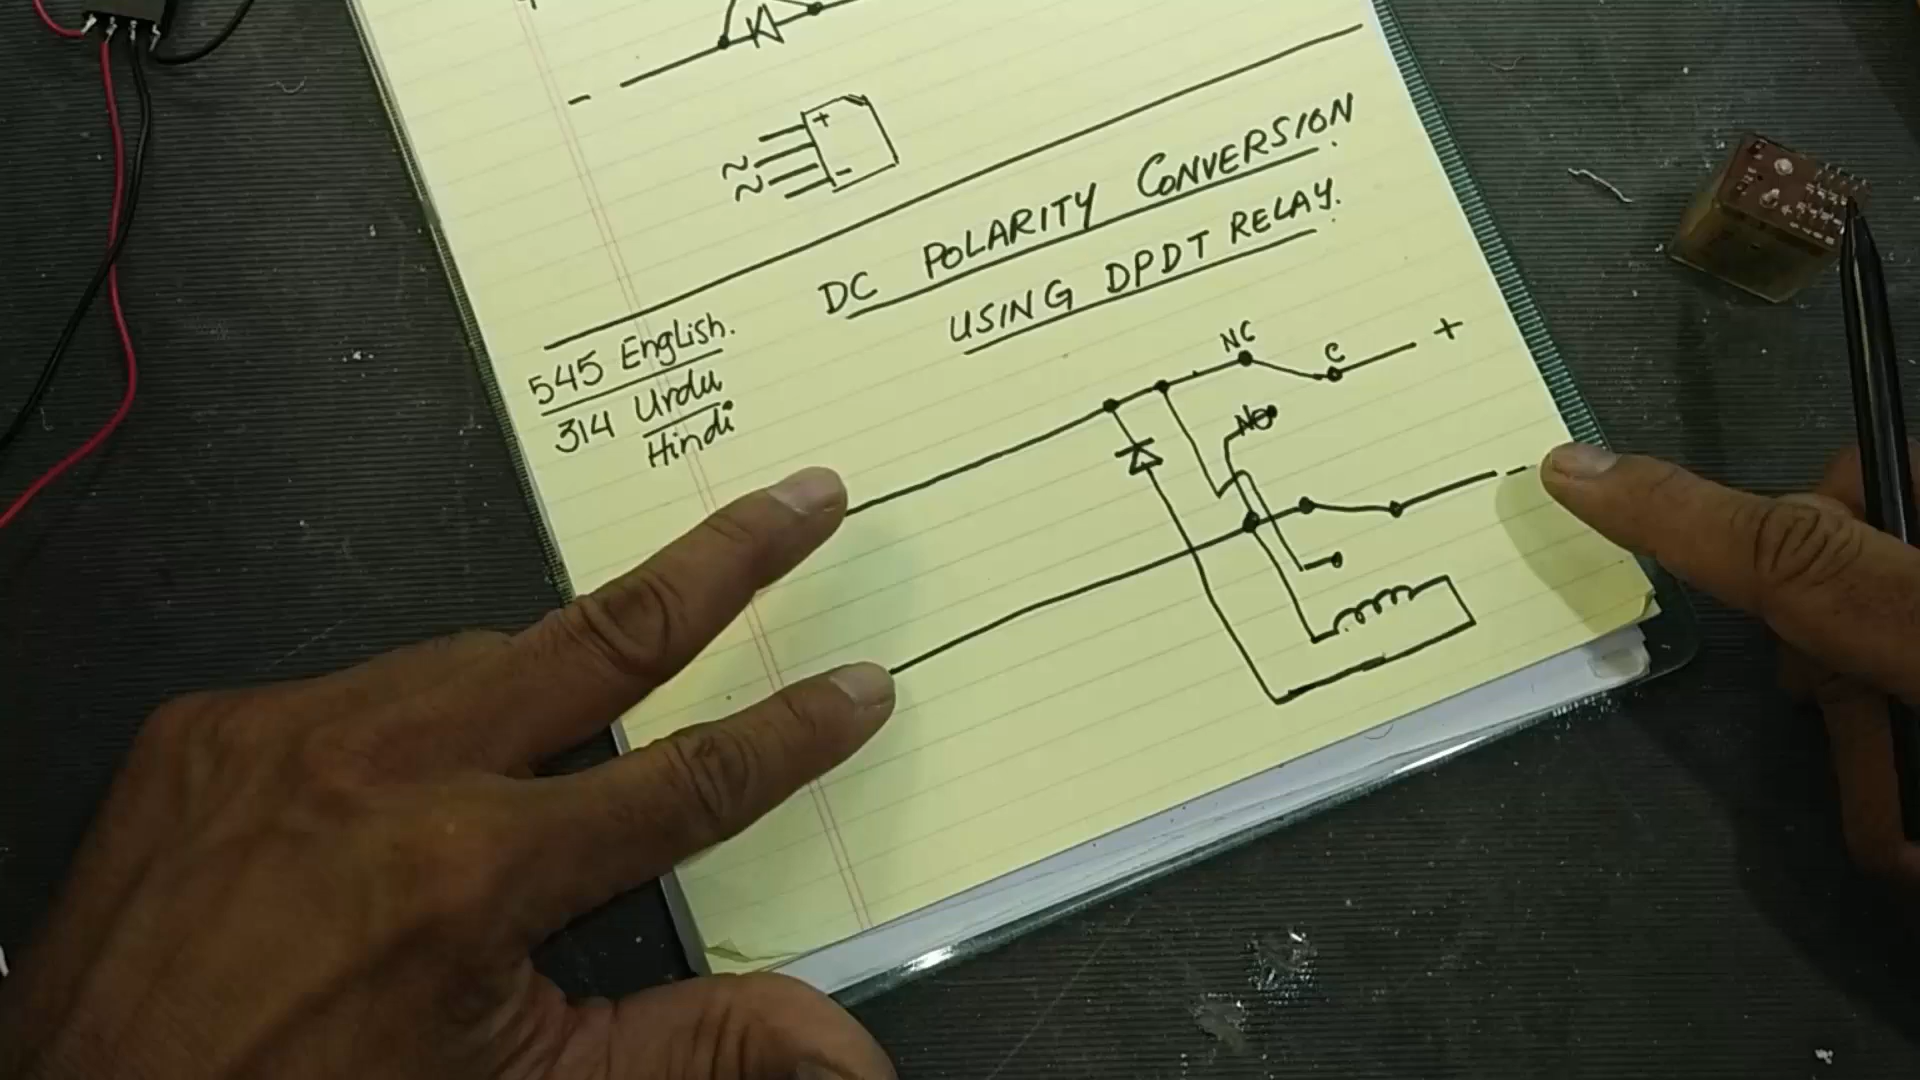 ~ +
~ -
DC POLARITY CONVERSION.
USING DPDT RELAY.
545 English.
314 Urdu
Hindi
NC C +
NO
-